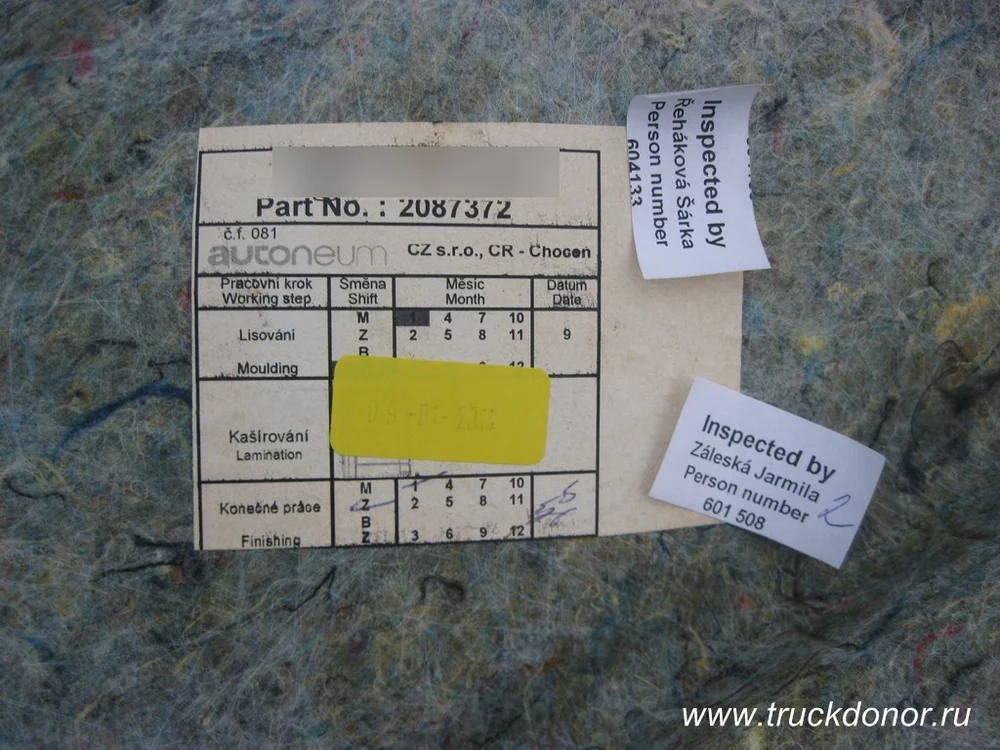 Part No. : 2087372
č.f. 081
autoneum CZ s.r.o., CR - Choceň
Pracovní krok Směna Měsíc Datum
Working step Shift Month Date
M 1 4 7 10
Lisování Z 2 5 8 11 9
B
Moulding 12
Kašírování
Lamination
M 1 4 7 10
Konečné práce Z 2 5 8 11
B
Finishing Z 3 6 9 12
Inspected by
Řeháková Šárka
Person number
604133
Inspected by
Záleská Jarmila
Person number 2
601 508
www.truckdonor.ru